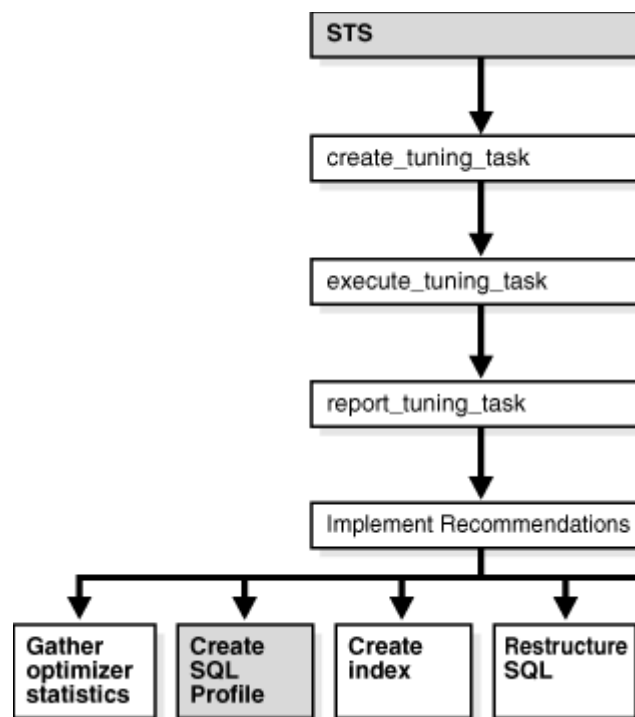 STS
create_tuning_task
execute_tuning_task
report_tuning_task
Implement Recommendations
Gather
optimizer
statistics
Create
SQL
Profile
Create
index
Restructure
SQL